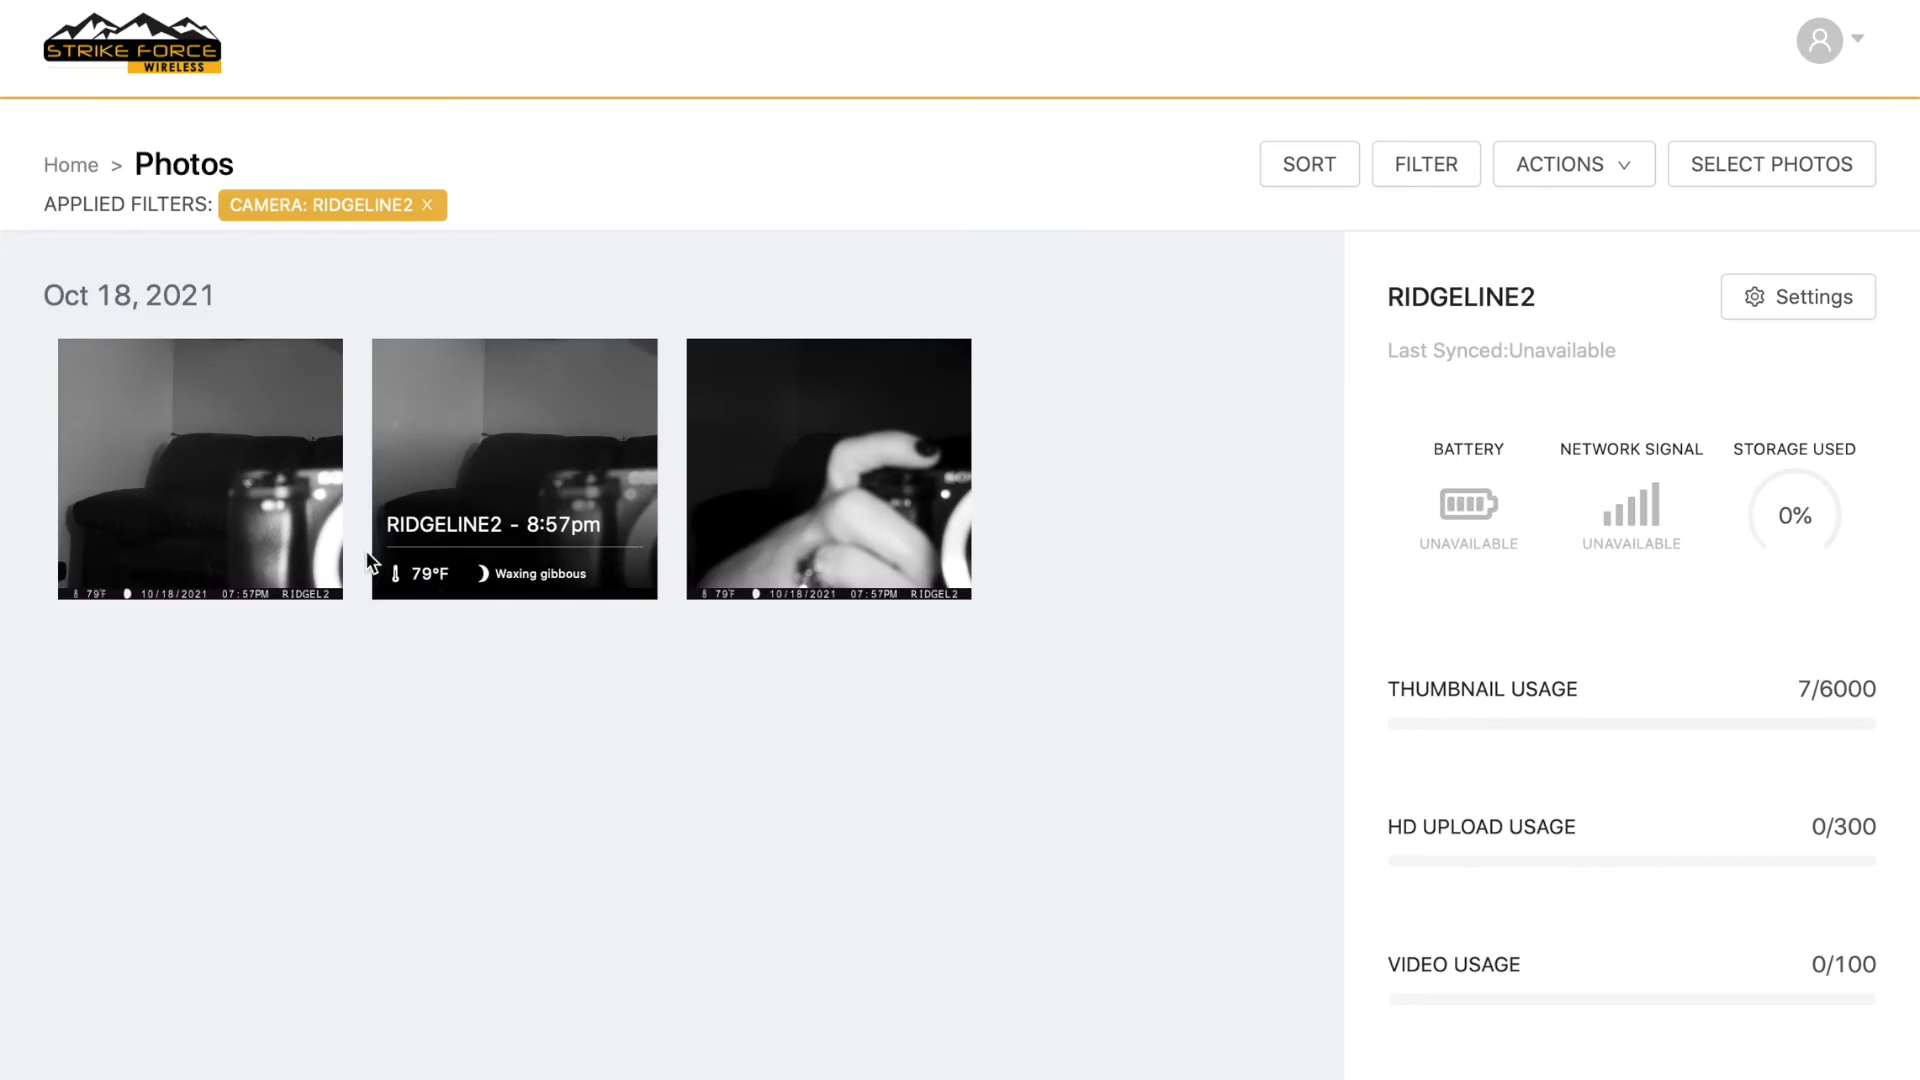 STRIKE FORCE
WIRELESS
Home > Photos
SORT
FILTER
ACTIONS
SELECT PHOTOS
APPLIED FILTERS: CAMERA: RIDGELINE2 ×
Oct 18, 2021
RIDGELINE2 - 8:57pm
79°F Waxing gibbous
79°F 10/18/2021 07:57PM RIDGEL2
79°F 10/18/2021 07:57PM RIDGEL2
RIDGELINE2
Settings
Last Synced:Unavailable
BATTERY
NETWORK SIGNAL
STORAGE USED
0%
UNAVAILABLE
UNAVAILABLE
THUMBNAIL USAGE 7/6000
HD UPLOAD USAGE 0/300
VIDEO USAGE 0/100